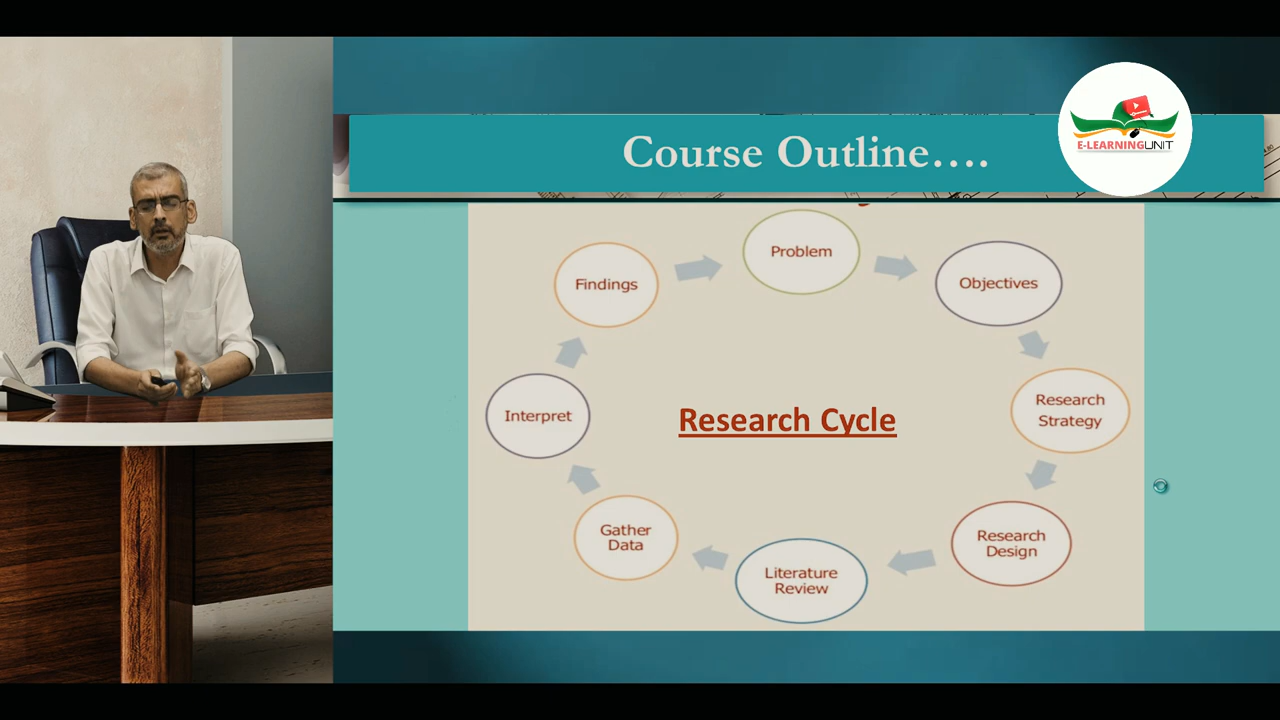 Course Outline....
E-LEARNINGUNIT
Problem
Findings
Objectives
Research
Strategy
Interpret
Research Cycle
Research
Design
Gather
Data
Literature
Review